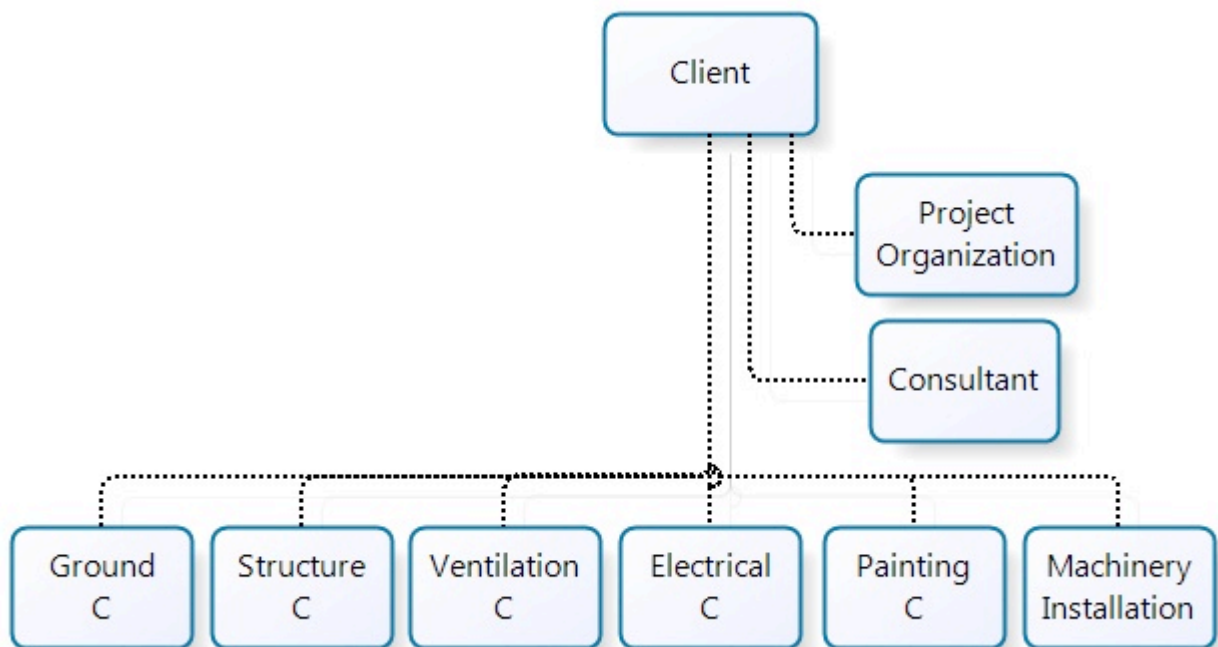 Client
Project
Organization
Consultant
Ground
C
Structure
C
Ventilation
C
Electrical
C
Painting
C
Machinery
Installation